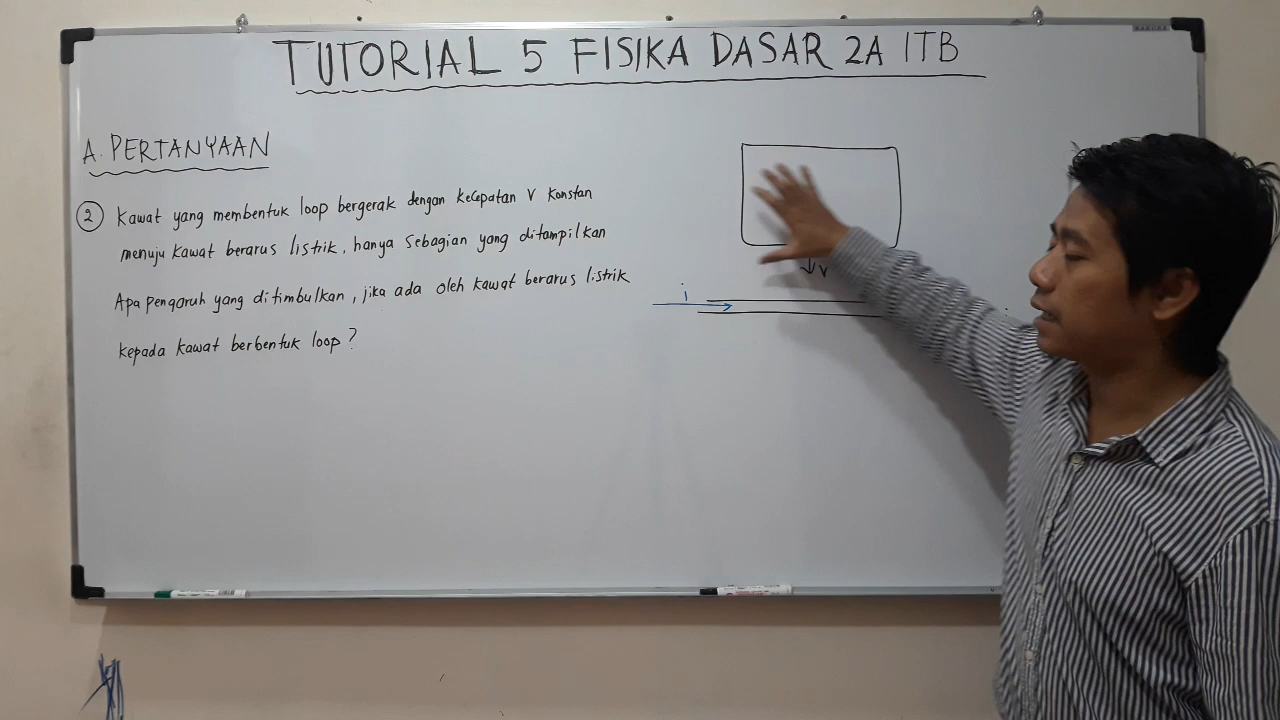 TUTORIAL 5 FISIKA DASAR 2A ITB
A. PERTANYAAN
2 Kawat yang membentuk loop bergerak dengan kecepatan V Konstan
menuju kawat berarus listrik, hanya sebagian yang ditampilkan
Apa pengaruh yang ditimbulkan, jika ada oleh kawat berarus listrik
kepada kawat berbentuk loop?
V
i